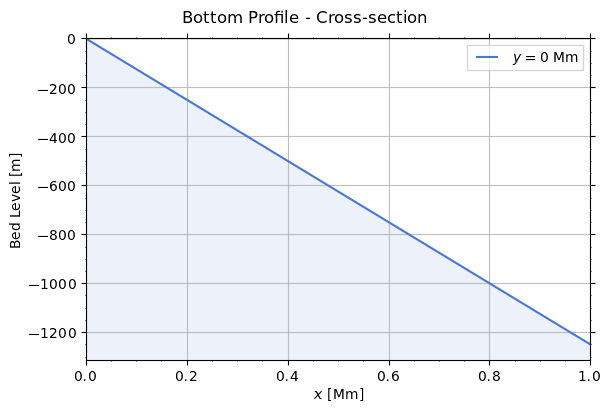 Bottom Profile - Cross-section
y = 0 Mm
Bed Level [m]
0
−200
−400
−600
−800
−1000
−1200
0.0 0.2 0.4 0.6 0.8 1.0
x [Mm]